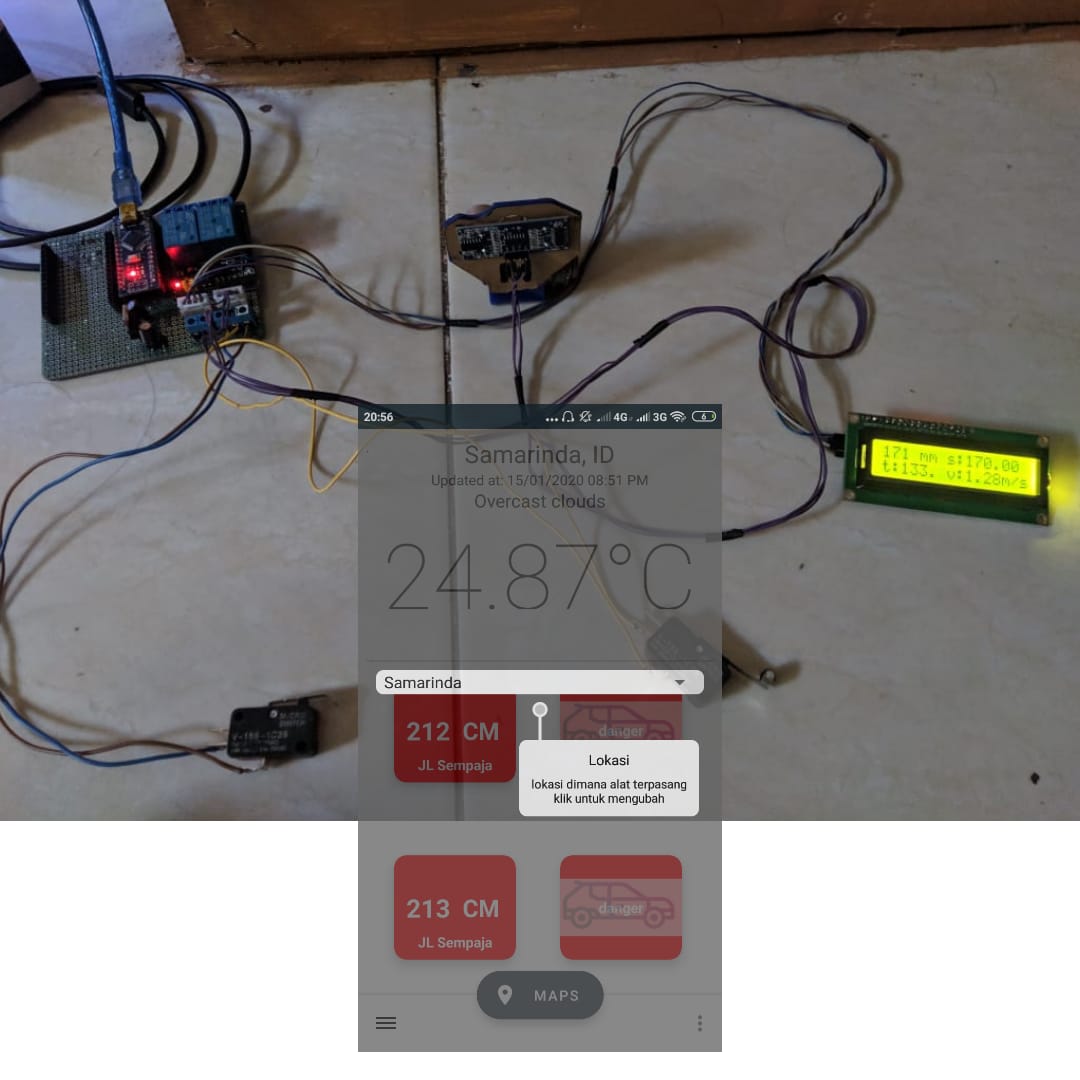 20:56
4G
3G
6
Samarinda, ID
Updated at: 15/01/2020 08:51 PM
Overcast clouds
24.87°C
171 mm s:170.00
t:133. v:1.28m/s
Samarinda
212 CM
JL Sempaja
danger
Lokasi
lokasi dimana alat terpasang
klik untuk mengubah
213 CM
JL Sempaja
danger
MAPS
MICRO
SWITCH